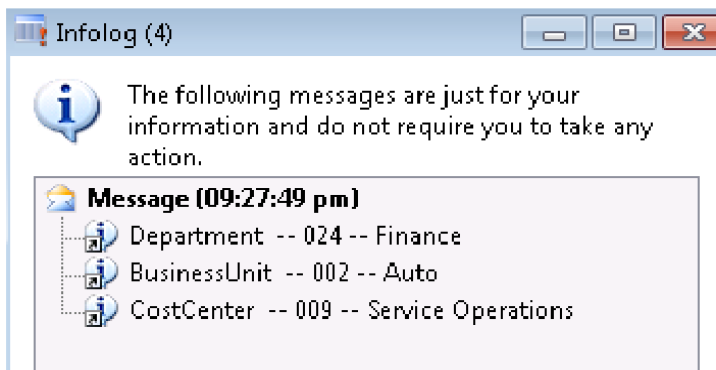 Infolog (4)
The following messages are just for your
information and do not require you to take any
action.
Message (09:27:49 pm)
Department -- 024 -- Finance
BusinessUnit -- 002 -- Auto
CostCenter -- 009 -- Service Operations